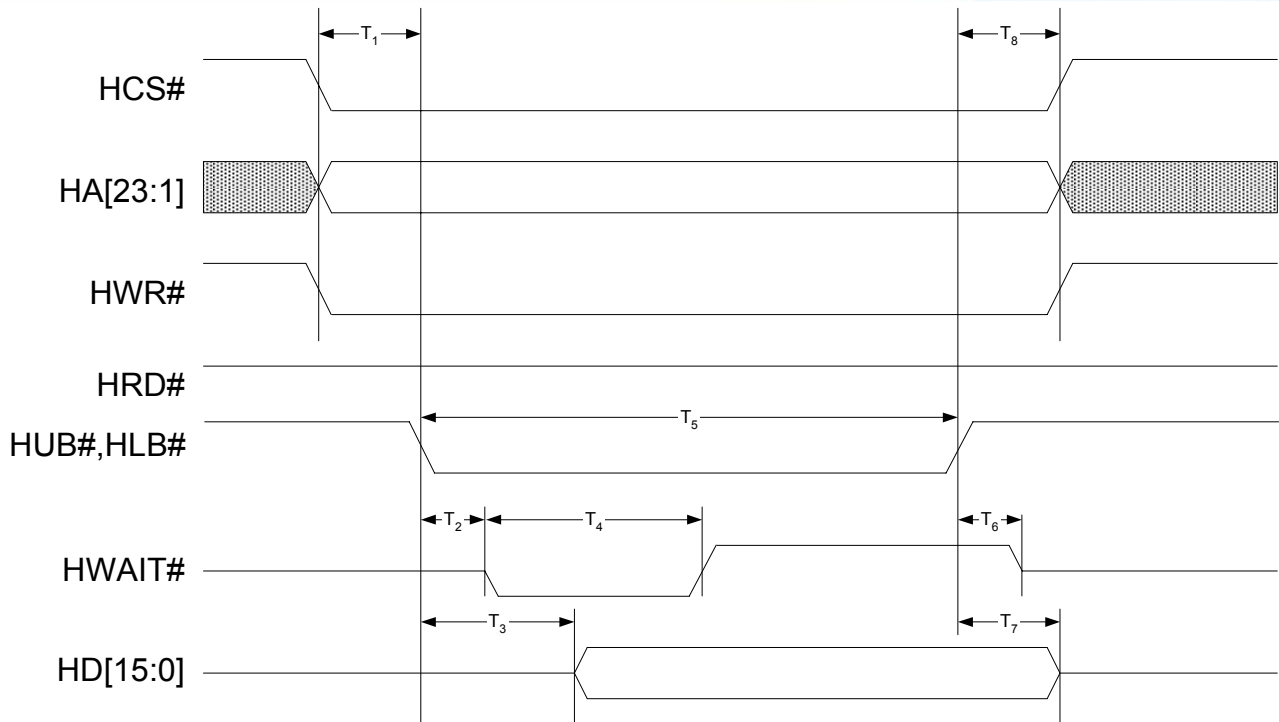 T1
T8
HCS#
HA[23:1]
HWR#
HRD#
T5
HUB#,HLB#
T2
T4
T6
HWAIT#
T3
T7
HD[15:0]